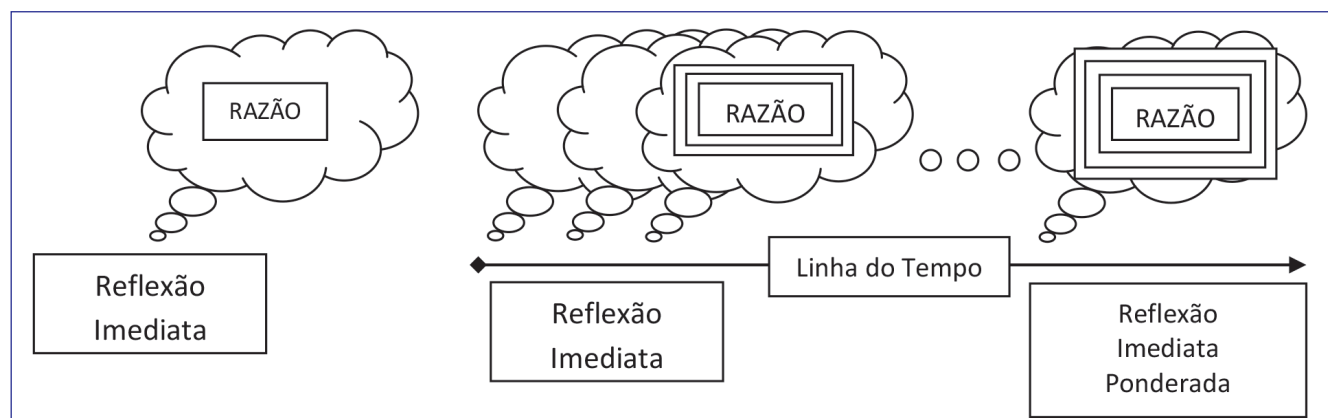 RAZÃO
RAZÃO
RAZÃO
Linha do Tempo
Reflexão
Imediata
Reflexão
Imediata
Reflexão
Imediata
Ponderada